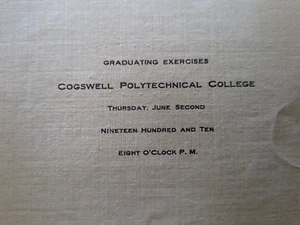 GRADUATING EXERCISES
COGSWELL POLYTECHNICAL COLLEGE
THURSDAY, JUNE SECOND
NINETEEN HUNDRED AND TEN
EIGHT O'CLOCK P. M.